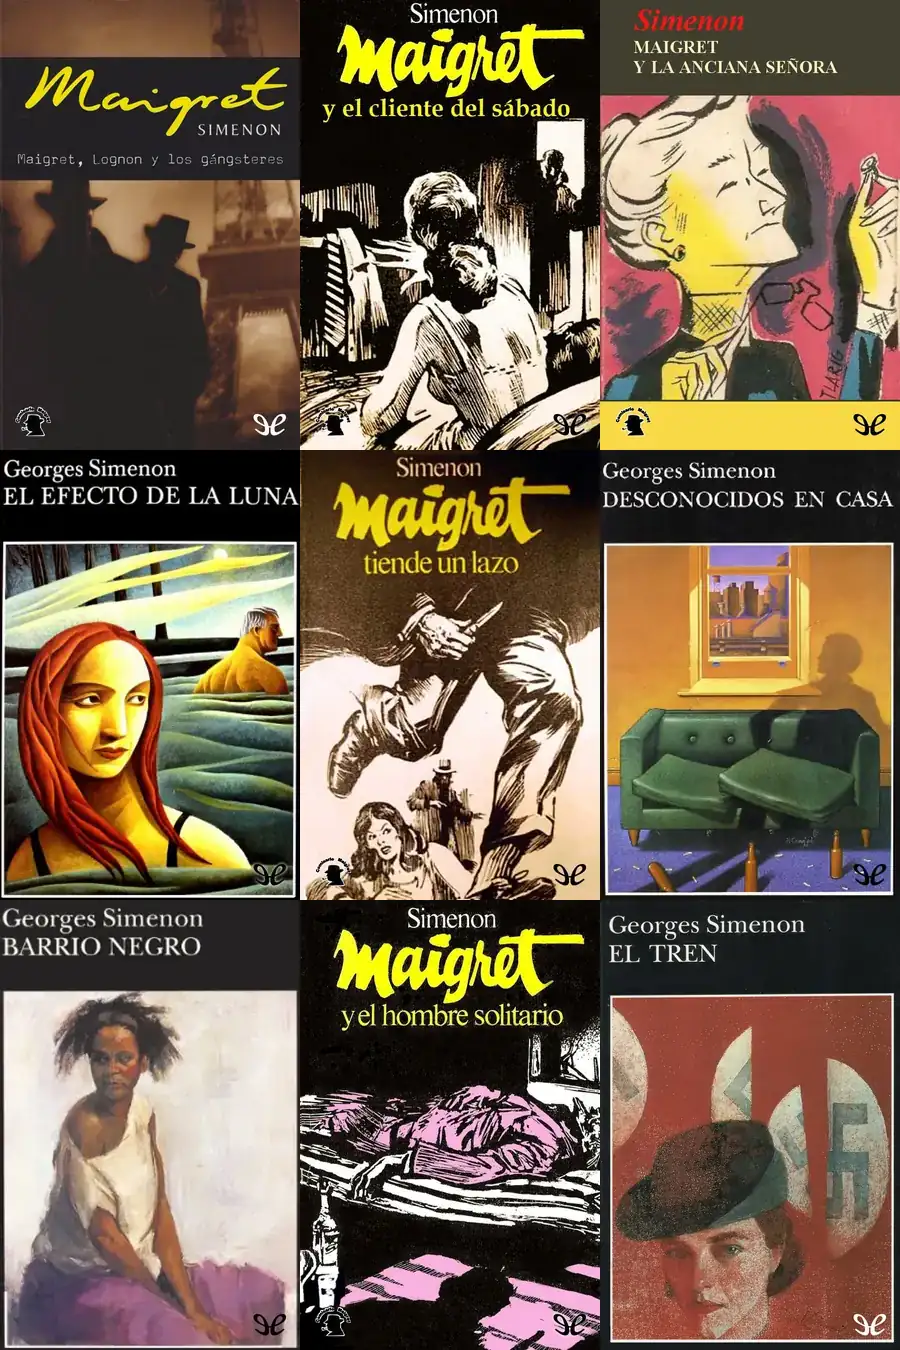 Maigret
SIMENON
Maigret, Lognon y los gángsteres
Simenon
Maigret
y el cliente del sábado
Simenon
MAIGRET
Y LA ANCIANA SEÑORA
TLARIG
Georges Simenon
EL EFECTO DE LA LUNA
Simenon
Maigret
tiende un lazo
Georges Simenon
DESCONOCIDOS EN CASA
Georges Simenon
BARRIO NEGRO
Simenon
Maigret
y el hombre solitario
Georges Simenon
EL TREN